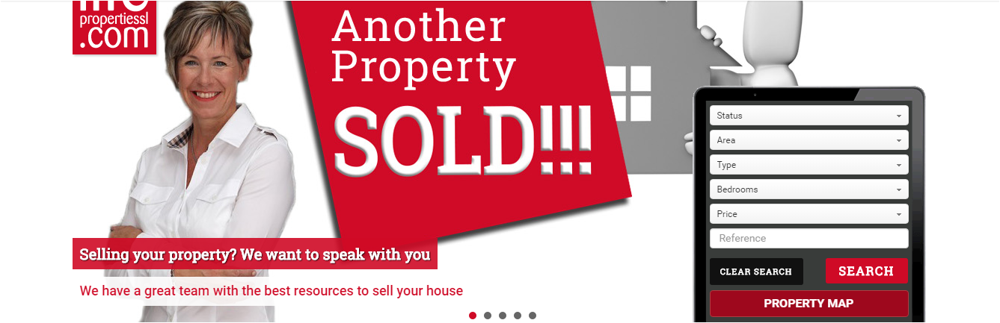 propertiessl
.com
Another
Property
SOLD!!!
Selling your property? We want to speak with you
We have a great team with the best resources to sell your house
Status
Area
Type
Bedrooms
Price
Reference
CLEAR SEARCH
SEARCH
PROPERTY MAP